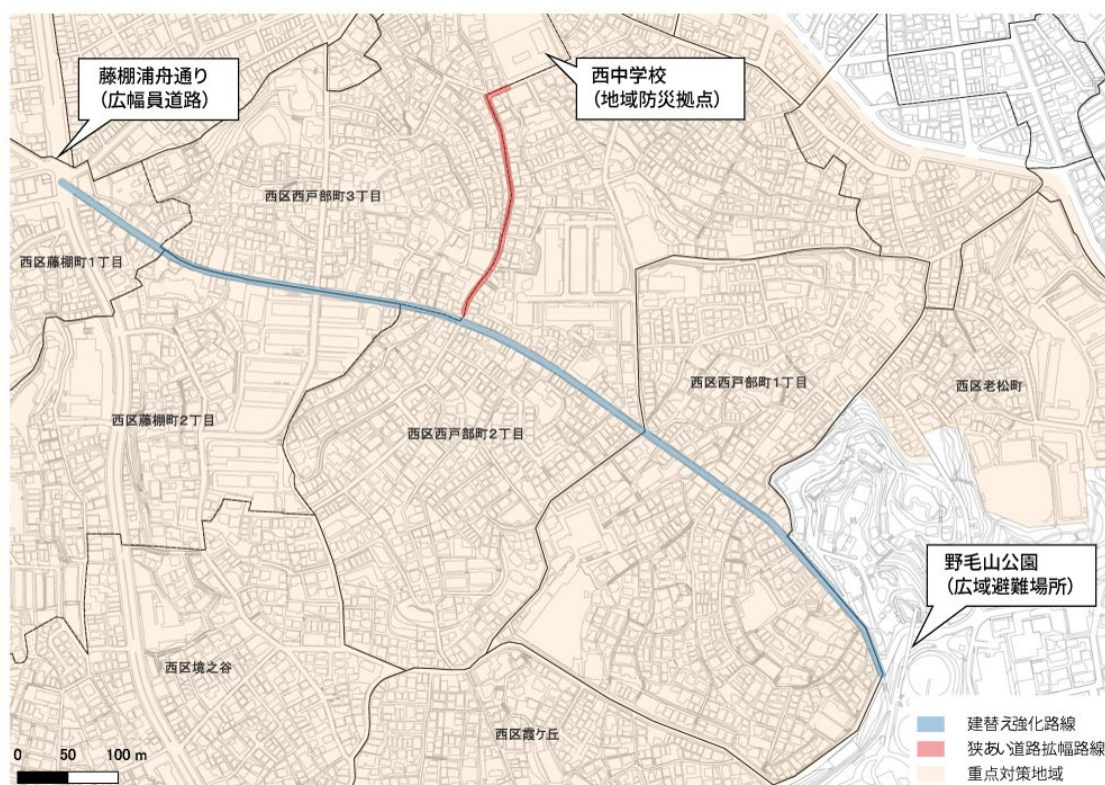 藤棚浦舟通り
（広幅員道路）
西中学校
（地域防災拠点）
西区西戸部町3丁目
西区藤棚町1丁目
西区西戸部町1丁目
西区老松町
西区藤棚町2丁目
西区西戸部町2丁目
野毛山公園
（広域避難場所）
西区境之谷
西区霞ケ丘
建替え強化路線
狭あい道路拡幅路線
重点対策地域
0 50 100 m